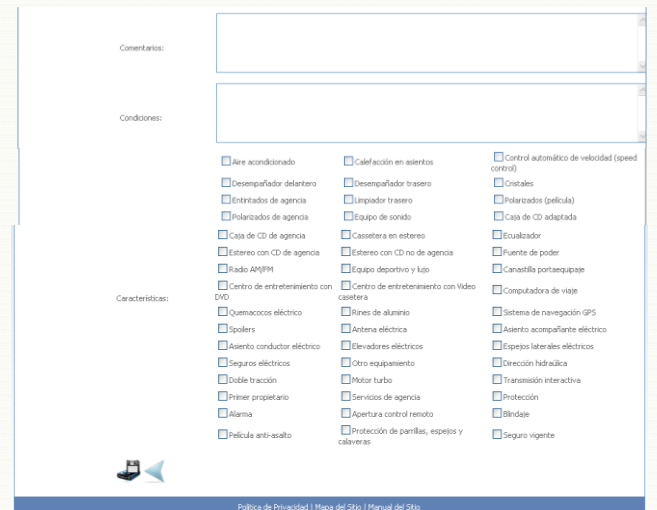 Comentarios:
Condiciones:
Aire acondicionado
Calefacción en asientos
Control automático de velocidad (speed
control)
Desempañador delantero
Desempañador trasero
Cristales
Entintados de agencia
Limpiador trasero
Polarizados (película)
Polarizados de agencia
Equipo de sonido
Caja de CD adaptada
Caja de CD de agencia
Cassetera en estereo
Ecualizador
Estereo con CD de agencia
Estereo con CD no de agencia
Fuente de poder
Radio AM/FM
Equipo deportivo y lujo
Canastilla portaequipaje
Características:
Centro de entretenimiento con
DVD
Centro de entretenimiento con Video
casetera
Computadora de viaje
Quemacocos eléctrico
Rines de aluminio
Sistema de navegación GPS
Spoilers
Antena eléctrica
Asiento acompañante eléctrico
Asiento conductor eléctrico
Elevadores eléctricos
Espejos laterales eléctricos
Seguros eléctricos
Otro equipamiento
Dirección hidraúlica
Doble tracción
Motor turbo
Transmisión interactiva
Primer propietario
Servicios de agencia
Protección
Alarma
Apertura control remoto
Blindaje
Película anti-asalto
Protección de parrillas, espejos y
calaveras
Seguro vigente
Política de Privacidad | Mapa del Sitio | Manual del Sitio